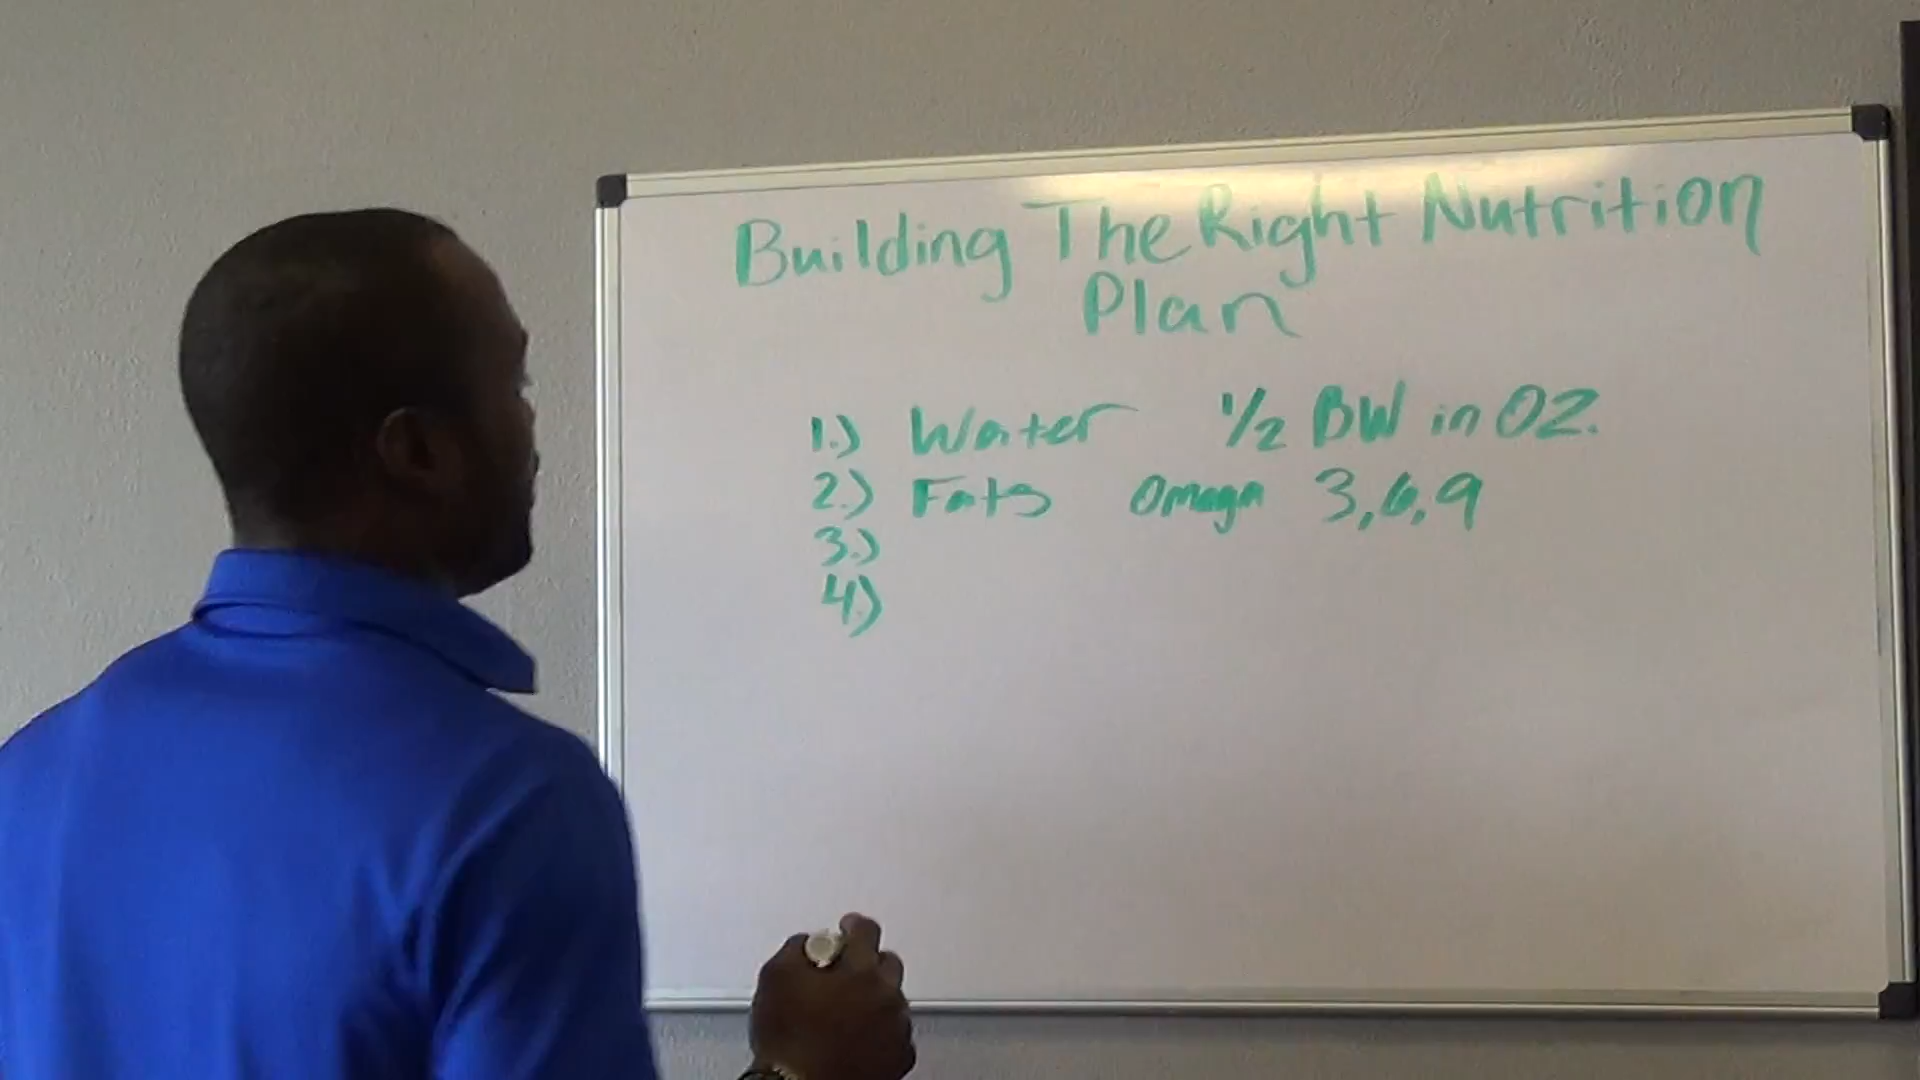 Building The Right Nutrition
Plan
1.) Water 1/2 BW in OZ.
2.) Fats Omega 3,6,9
3.)
4.)